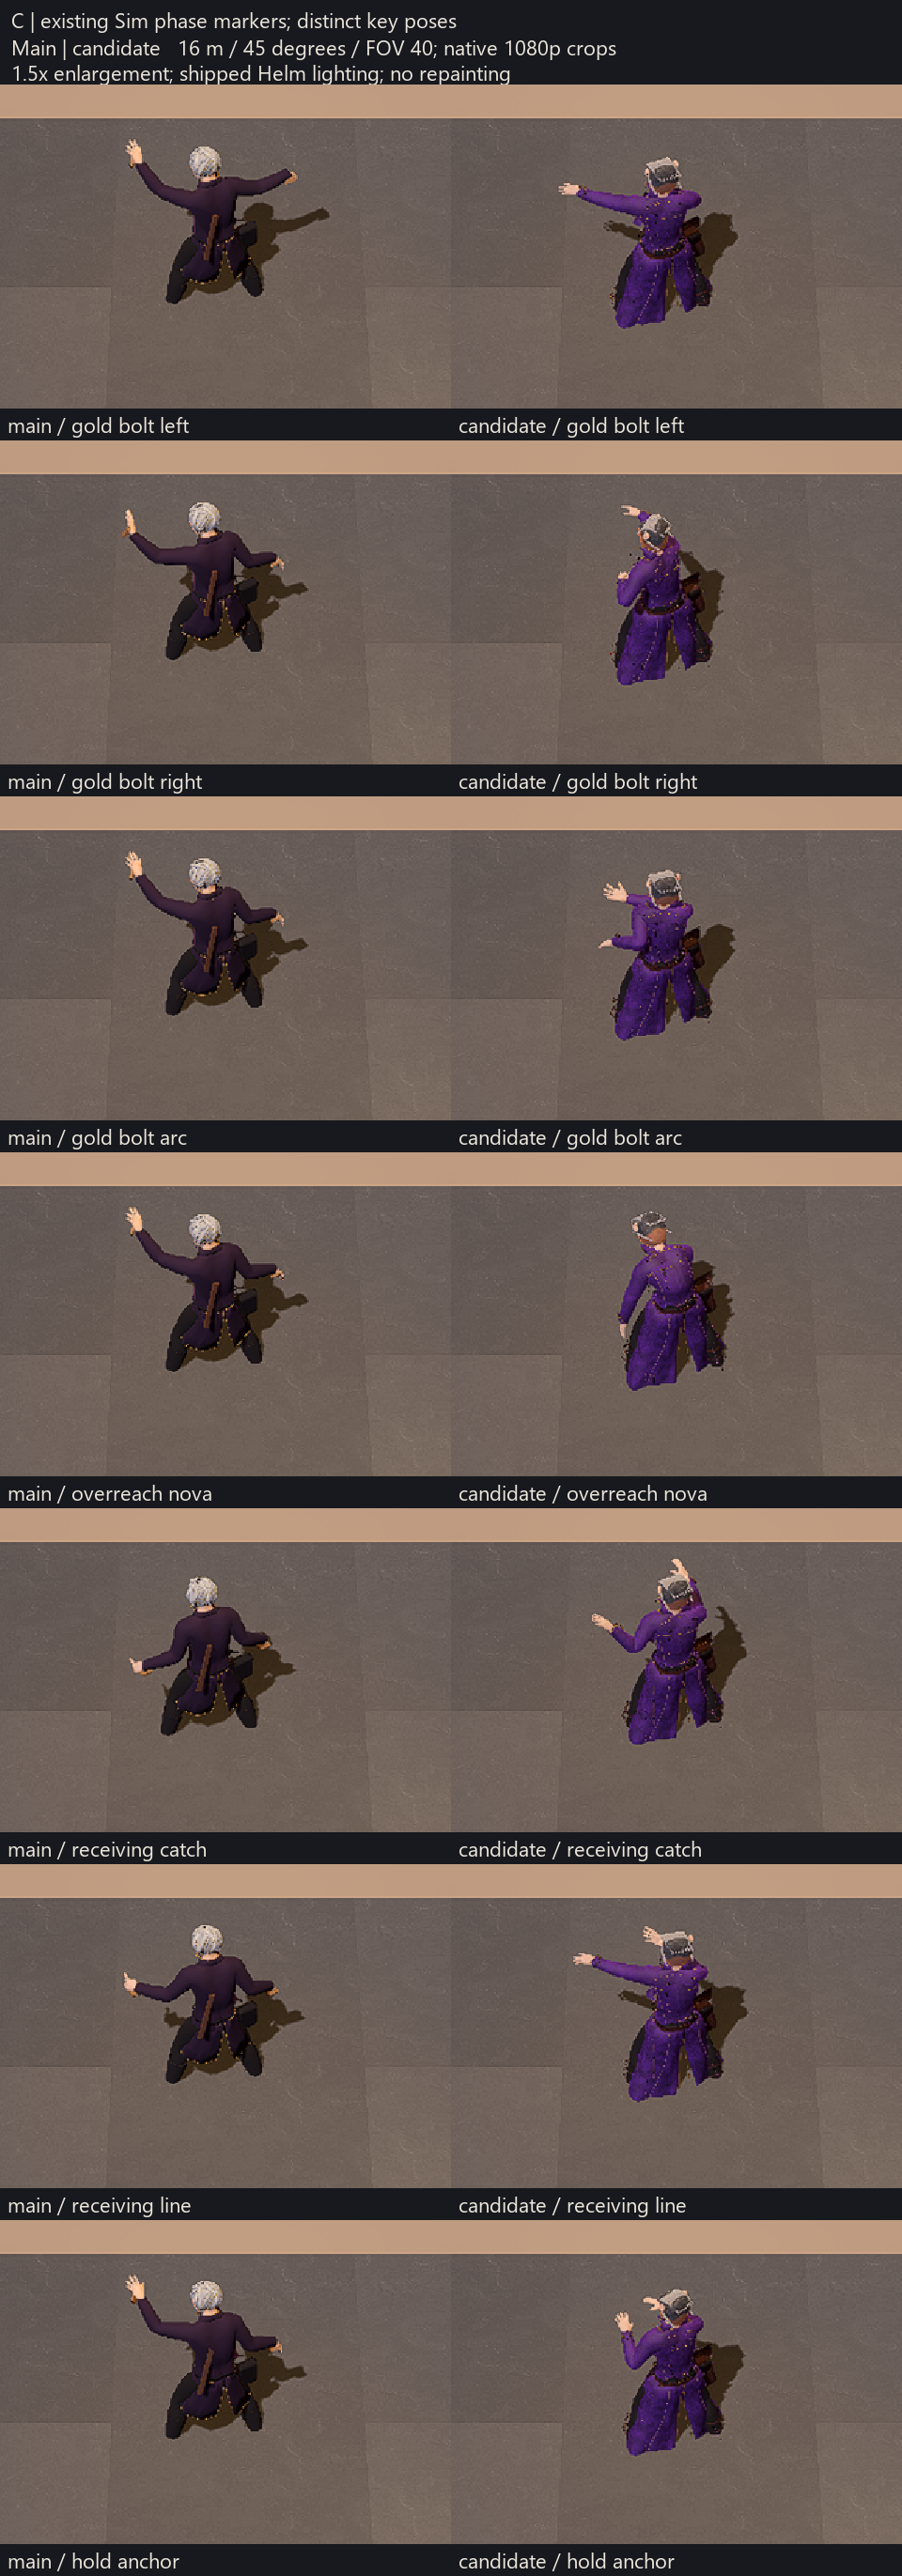 C | existing Sim phase markers; distinct key poses
Main | candidate   16 m / 45 degrees / FOV 40; native 1080p crops
1.5x enlargement; shipped Helm lighting; no repainting
main / gold bolt left
candidate / gold bolt left
main / gold bolt right
candidate / gold bolt right
main / gold bolt arc
candidate / gold bolt arc
main / overreach nova
candidate / overreach nova
main / receiving catch
candidate / receiving catch
main / receiving line
candidate / receiving line
main / hold anchor
candidate / hold anchor